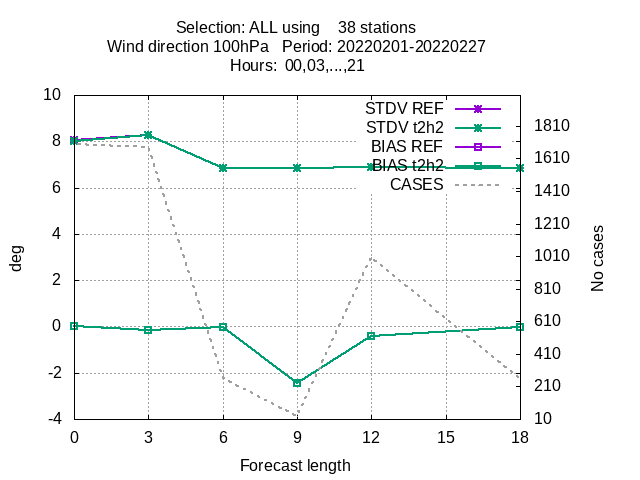 Selection: ALL using    38 stations
Wind direction 100hPa   Period: 20220201-20220227
Hours:  00,03,...,21
STDV REF
STDV t2h2
BIAS REF
BIAS t2h2
CASES
10
8
6
4
2
0
-2
-4
deg
1810
1610
1410
1210
1010
810
610
410
210
10
No cases
0 3 6 9 12 15 18
Forecast length